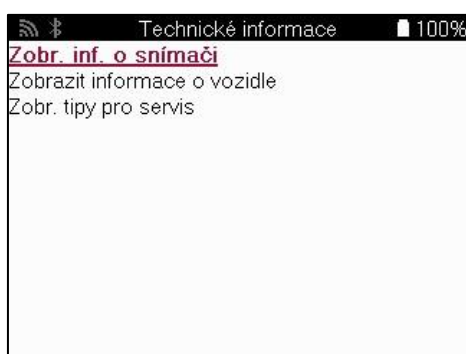 Technické informace 100%
Zobr. inf. o snímači
Zobrazit informace o vozidle
Zobr. tipy pro servis